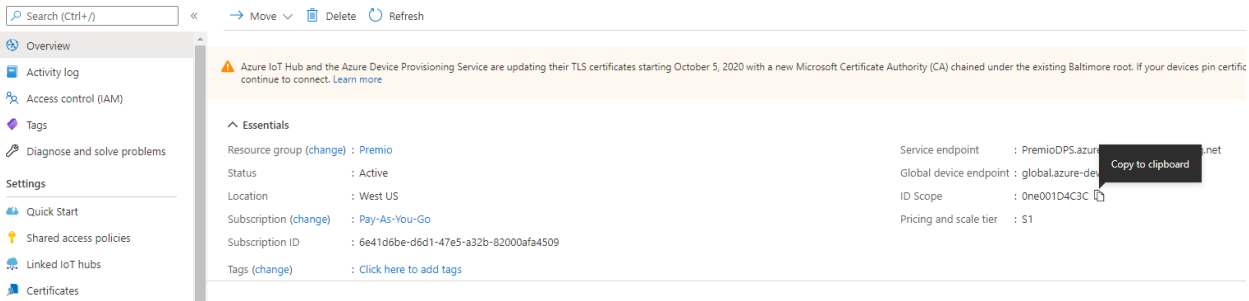 Search (Ctrl+/)
«
Move
Delete
Refresh
Overview
Activity log
Access control (IAM)
Tags
Diagnose and solve problems
Settings
Quick Start
Shared access policies
Linked IoT hubs
Certificates
Azure IoT Hub and the Azure Device Provisioning Service are updating their TLS certificates starting October 5, 2020 with a new Microsoft Certificate Authority (CA) chained under the existing Baltimore root. If your devices pin certific
continue to connect. Learn more
Essentials
Resource group (change) : Premio
Status : Active
Location : West US
Subscription (change) : Pay-As-You-Go
Subscription ID : 6e41d6be-d6d1-47e5-a32b-82000afa4509
Tags (change) : Click here to add tags
Service endpoint : PremioDPS.azure .net
Global device endpoint : global.azure-dev
ID Scope : 0ne001D4C3C
Pricing and scale tier : S1
Copy to clipboard